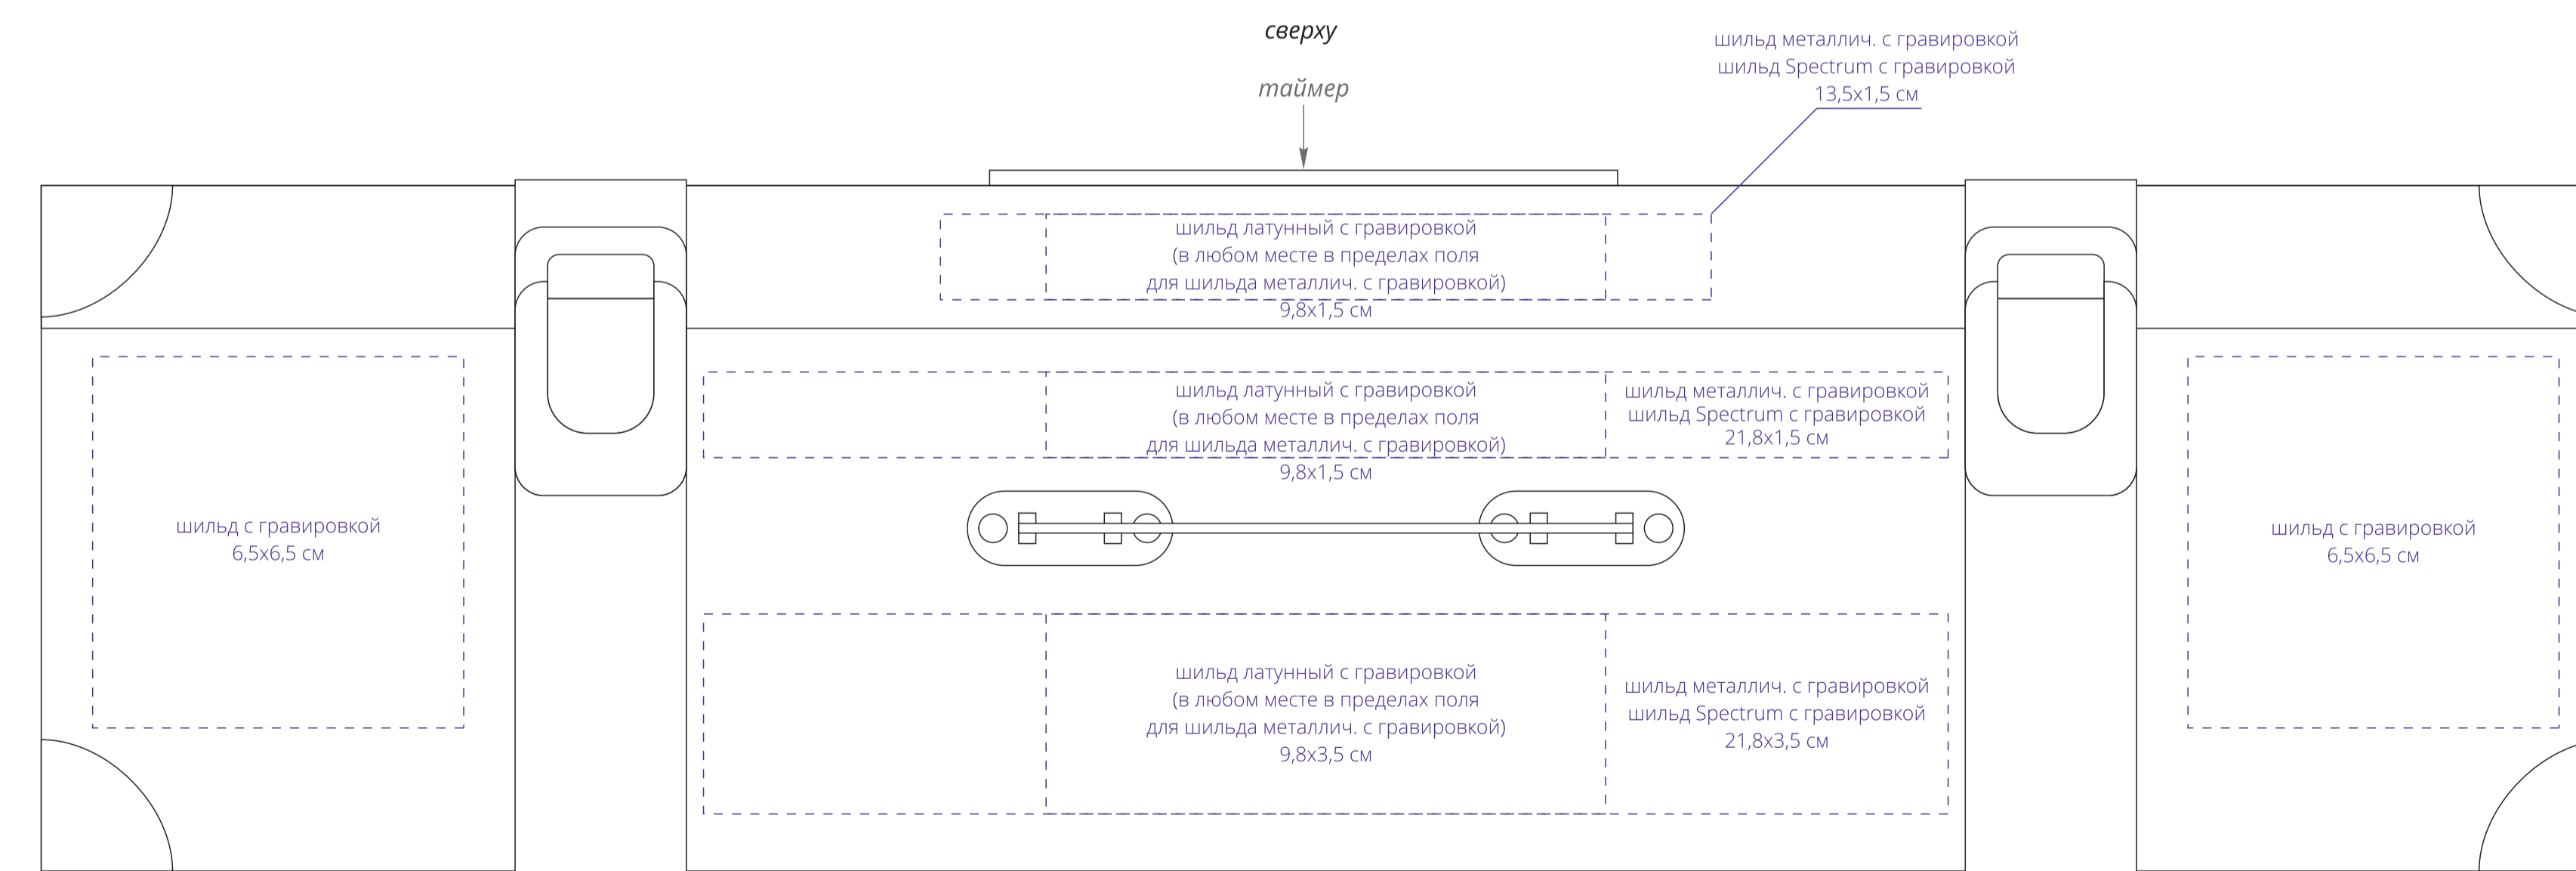 сверху
таймер
шильд металлич. с гравировкой
шильд Spectrum с гравировкой
13,5x1,5 см
шильд латунный с гравировкой
(в любом месте в пределах поля
для шильда металлич. с гравировкой)
9,8x1,5 см
шильд латунный с гравировкой
(в любом месте в пределах поля
для шильда металлич. с гравировкой)
9,8x1,5 см
шильд металлич. с гравировкой
шильд Spectrum с гравировкой
21,8x1,5 см
шильд с гравировкой
6,5x6,5 см
шильд с гравировкой
6,5x6,5 см
шильд латунный с гравировкой
(в любом месте в пределах поля
для шильда металлич. с гравировкой)
9,8x3,5 см
шильд металлич. с гравировкой
шильд Spectrum с гравировкой
21,8x3,5 см